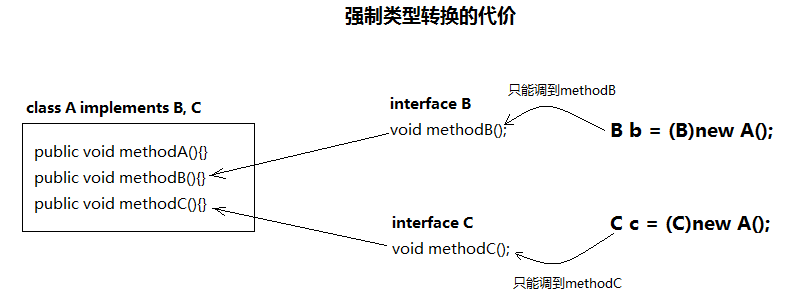 强制类型转换的代价
class A implements B, C
public void methodA(){}
public void methodB(){}
public void methodC(){}
interface B
void methodB();
只能调到methodB
B b = (B)new A();
interface C
void methodC();
只能调到methodC
C c = (C)new A();